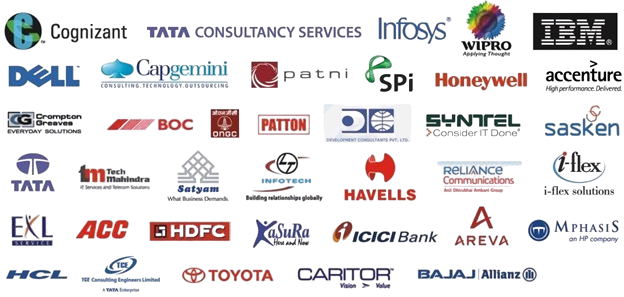 Cognizant
TATA CONSULTANCY SERVICES
Infosys®
WIPRO
Applying Thought
IBM®
DELL
Capgemini
CONSULTING.TECHNOLOGY.OUTSOURCING
patni
SPi
Honeywell
accenture
High performance. Delivered.
CG Crompton
Greaves
EVERYDAY SOLUTIONS
BOC
ONGC
PATTON
DEVELOPMENT CONSULTANTS PVT. LTD.
SYNTEL
Consider IT Done®
sasken
TATA
tm Tech
Mahindra
IT Services and Telecom Solutions
Satyam
What Business Demands.
L&T
INFOTECH
Building relationships globally
HAVELLS
RELIANCE
Communications
Anil Dhirubhai Ambani Group
i-flex
i-flex solutions
EXL
SERVICE
ACC
HDFC
KaSuRa
Here and Now
ICICI Bank
AREVA
MPHASIS
an HP company
HCL
TCE
TCE Consulting Engineers Limited
A TATA Enterprise
TOYOTA
CARITOR
Vision > Value
BAJAJ | Allianz